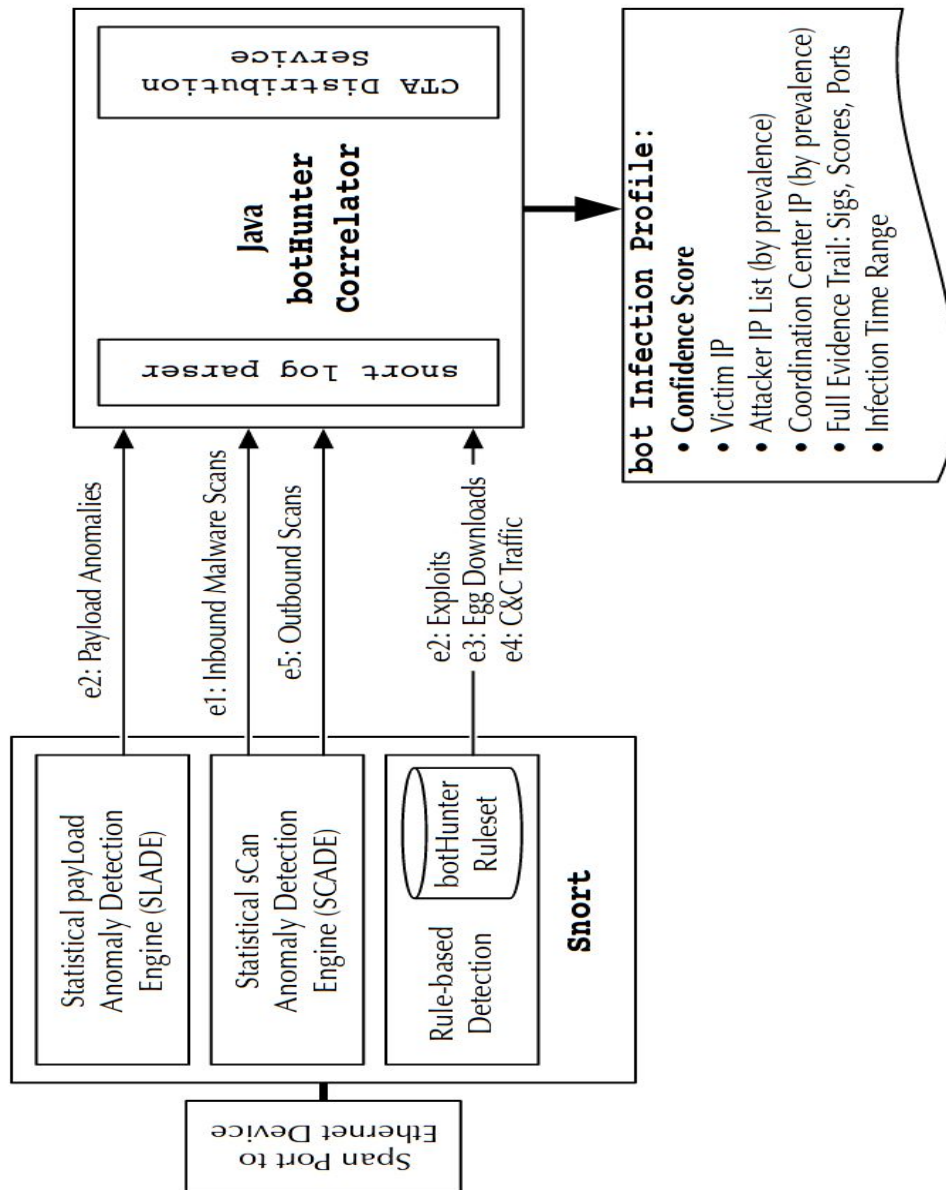 Span Port to
Ethernet Device
Statistical payLoad
Anomaly Detection
Engine (SLADE)
Statistical sCan
Anomaly Detection
Engine (SCADE)
Rule-based
Detection
botHunter
Ruleset
Snort
e2: Payload Anomalies
e1: Inbound Malware Scans
e5: Outbound Scans
e2: Exploits
e3: Egg Downloads
e4: C&C Traffic
snort log parser
Java
botHunter
Correlator
CTA Distribution
Service
bot Infection Profile:
• Confidence Score
• Victim IP
• Attacker IP List (by prevalence)
• Coordination Center IP (by prevalence)
• Full Evidence Trail: Sigs, Scores, Ports
• Infection Time Range